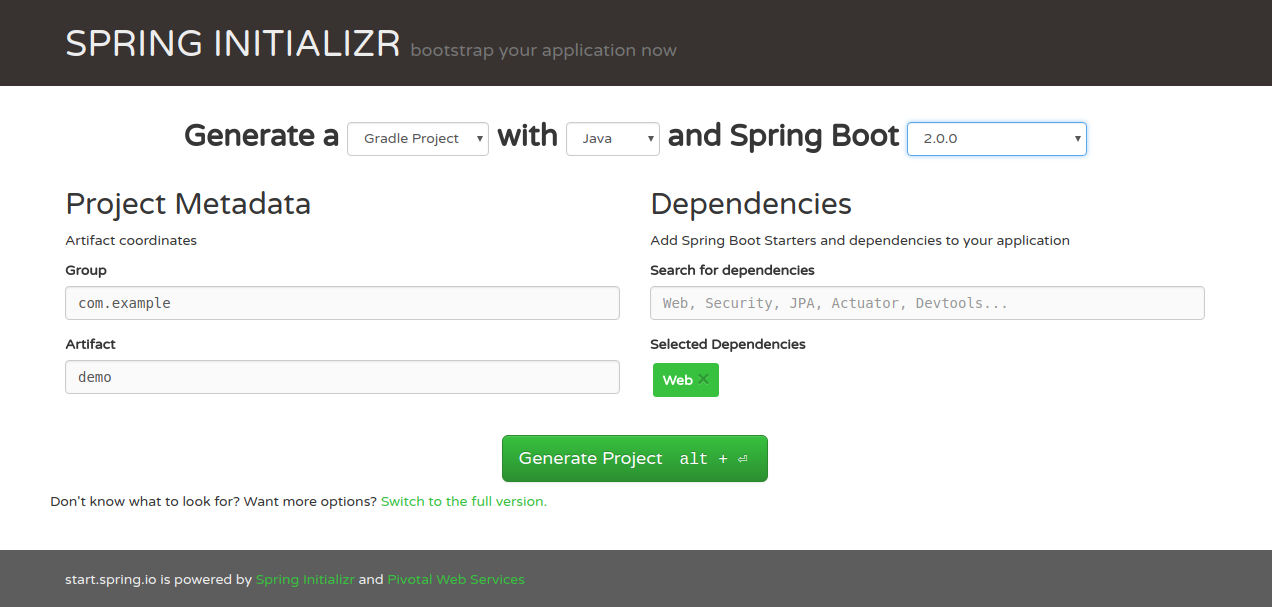 SPRING INITIALIZR bootstrap your application now
Generate a Gradle Project with Java and Spring Boot 2.0.0
Project Metadata
Artifact coordinates
Group
com.example
Artifact
demo
Dependencies
Add Spring Boot Starters and dependencies to your application
Search for dependencies
Web, Security, JPA, Actuator, Devtools...
Selected Dependencies
Web ✕
Generate Project alt + ⏎
Don't know what to look for? Want more options? Switch to the full version.
start.spring.io is powered by Spring Initializr and Pivotal Web Services